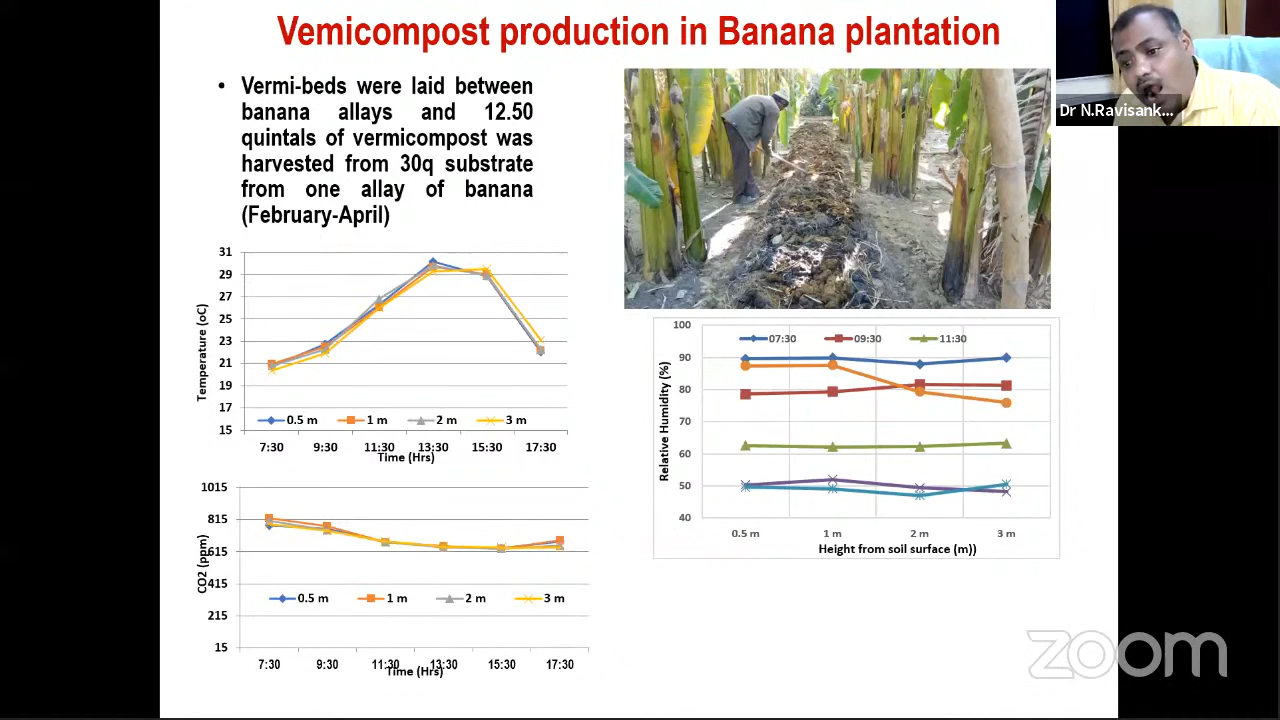 Vemicompost production in Banana plantation
Dr N.Ravisank...
• Vermi-beds were laid between
banana allays and 12.50
quintals of vermicompost was
harvested from 30q substrate
from one allay of banana
(February-April)
31
29
27
25
23
21
19
17
15
Temperature (oC)
0.5 m 1 m 2 m 3 m
7:30 9:30 11:30 13:30 15:30 17:30
Time (Hrs)
100
90
80
70
60
50
40
Relative Humidity (%)
07:30 09:30 11:30
0.5 m 1 m 2 m 3 m
Height from soil surface (m))
1015
815
615
415
215
15
CO2 (ppm)
0.5 m 1 m 2 m 3 m
7:30 9:30 11:30 13:30 15:30 17:30
Time (Hrs)
zoom